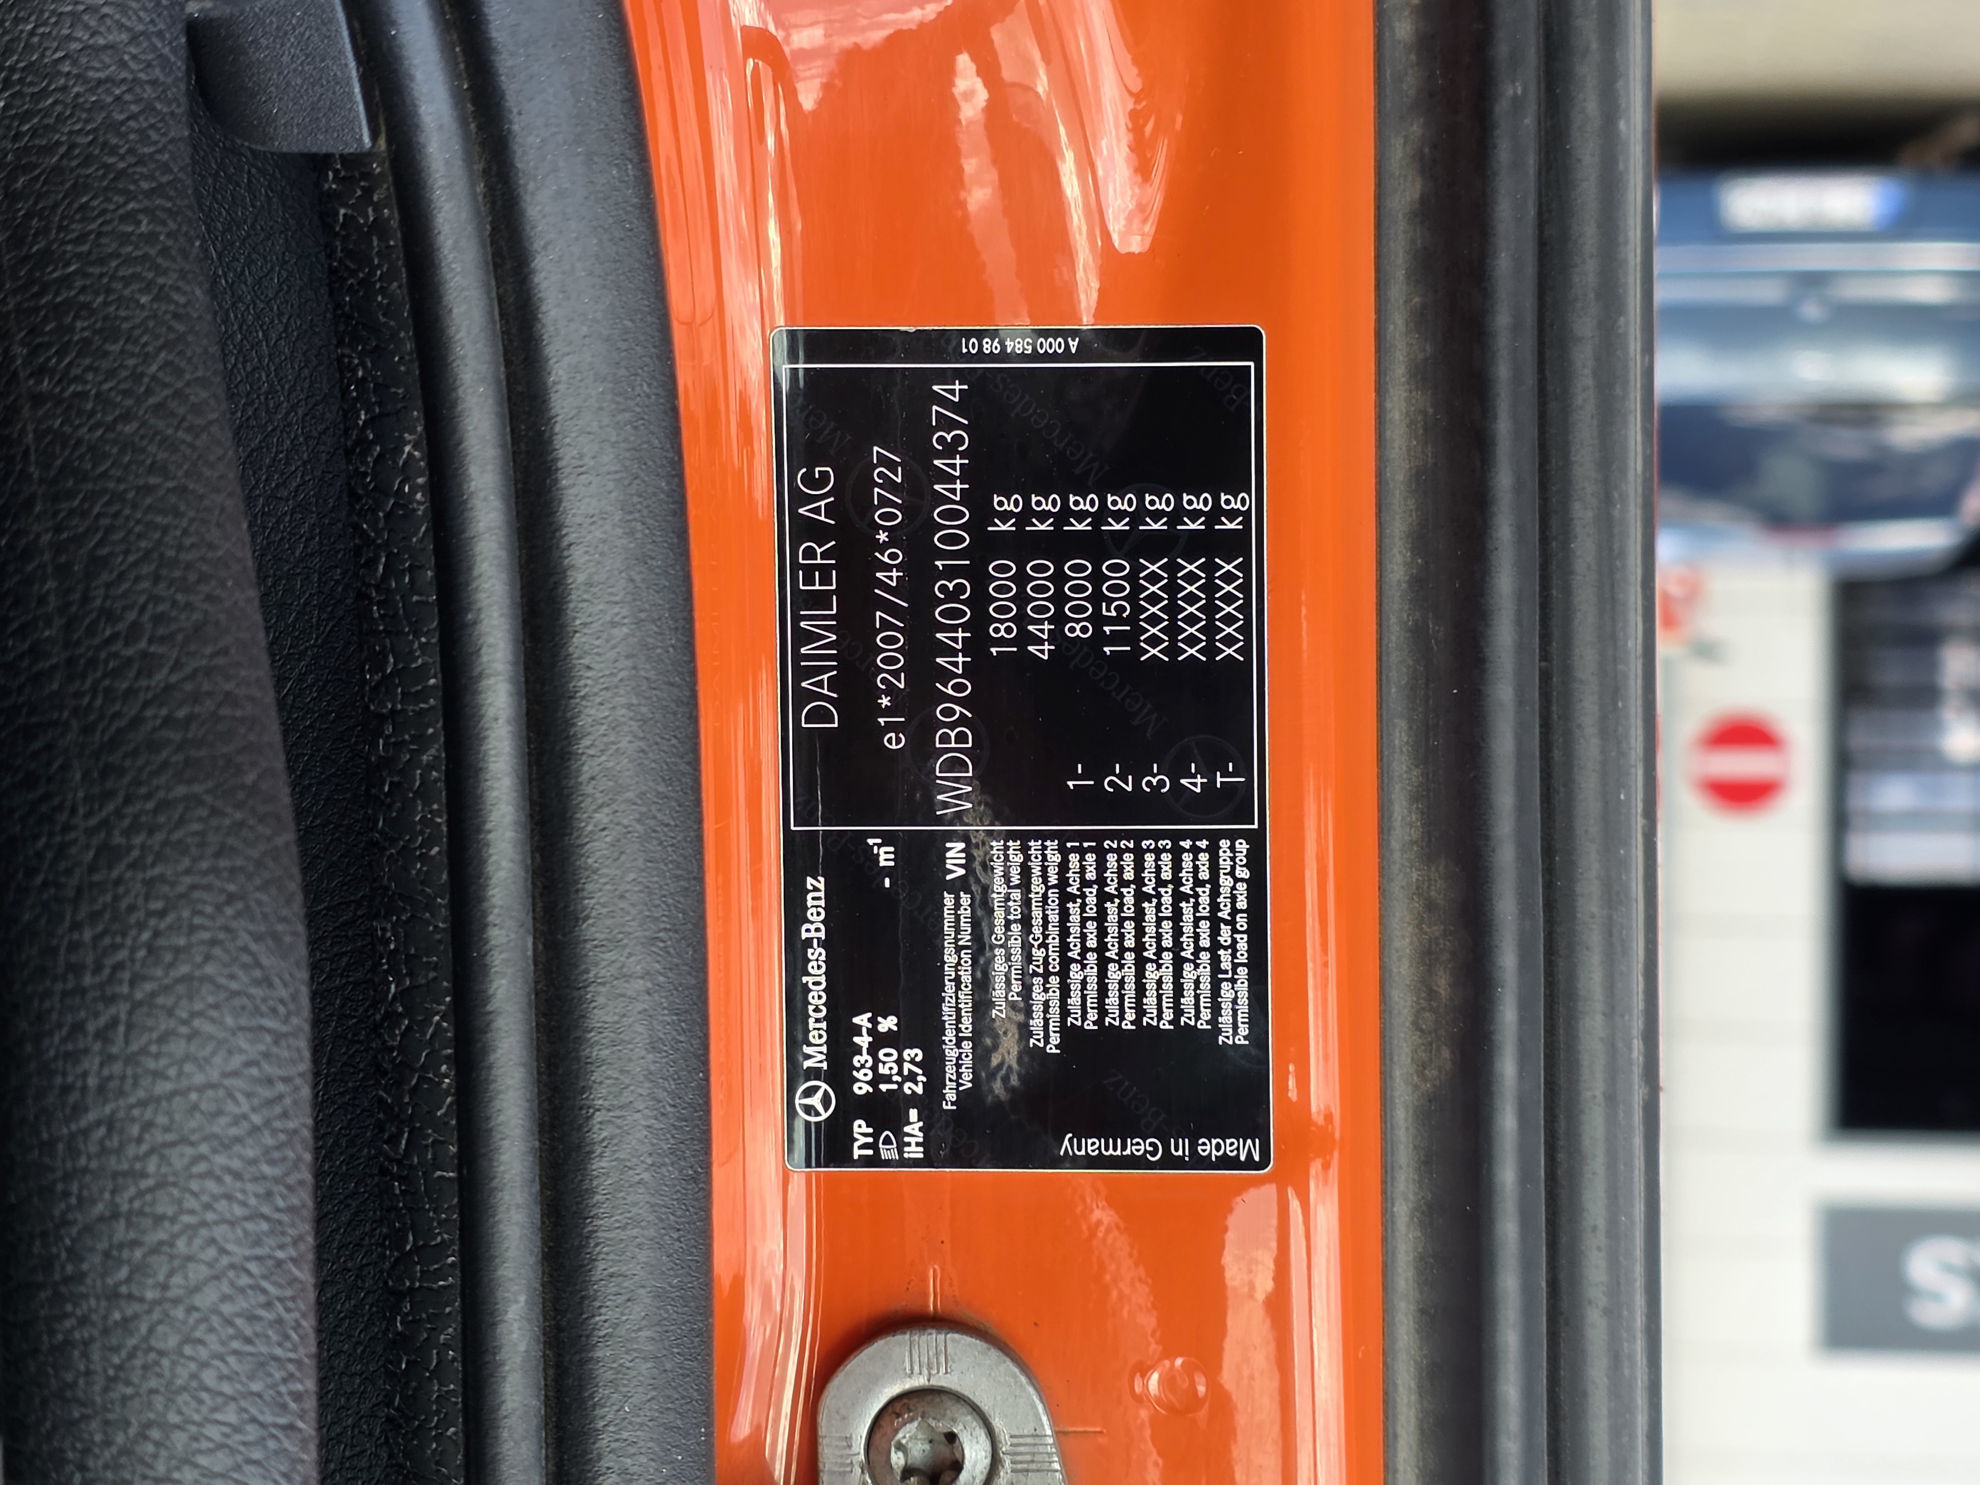 Mercedes-Benz
DAIMLER AG
TYP 963-4-A
1,50 % - m⁻¹
e1*2007/46*0727
iHA= 2,73
Fahrzeugidentifizierungsnummer
Vehicle Identification Number VIN
WDB96440310044374
Zulässiges Gesamtgewicht
Permissible total weight
18000 kg
Zulässiges Zug-Gesamtgewicht
Permissible combination weight
44000 kg
Zulässige Achslast, Achse 1
Permissible axle load, axle 1
1- 8000 kg
Zulässige Achslast, Achse 2
Permissible axle load, axle 2
2- 11500 kg
Zulässige Achslast, Achse 3
Permissible axle load, axle 3
3- XXXXX kg
Zulässige Achslast, Achse 4
Permissible axle load, axle 4
4- XXXXX kg
Zulässige Last der Achsgruppe
Permissible load on axle group
T- XXXXX kg
Made in Germany
A 000 584 98 01